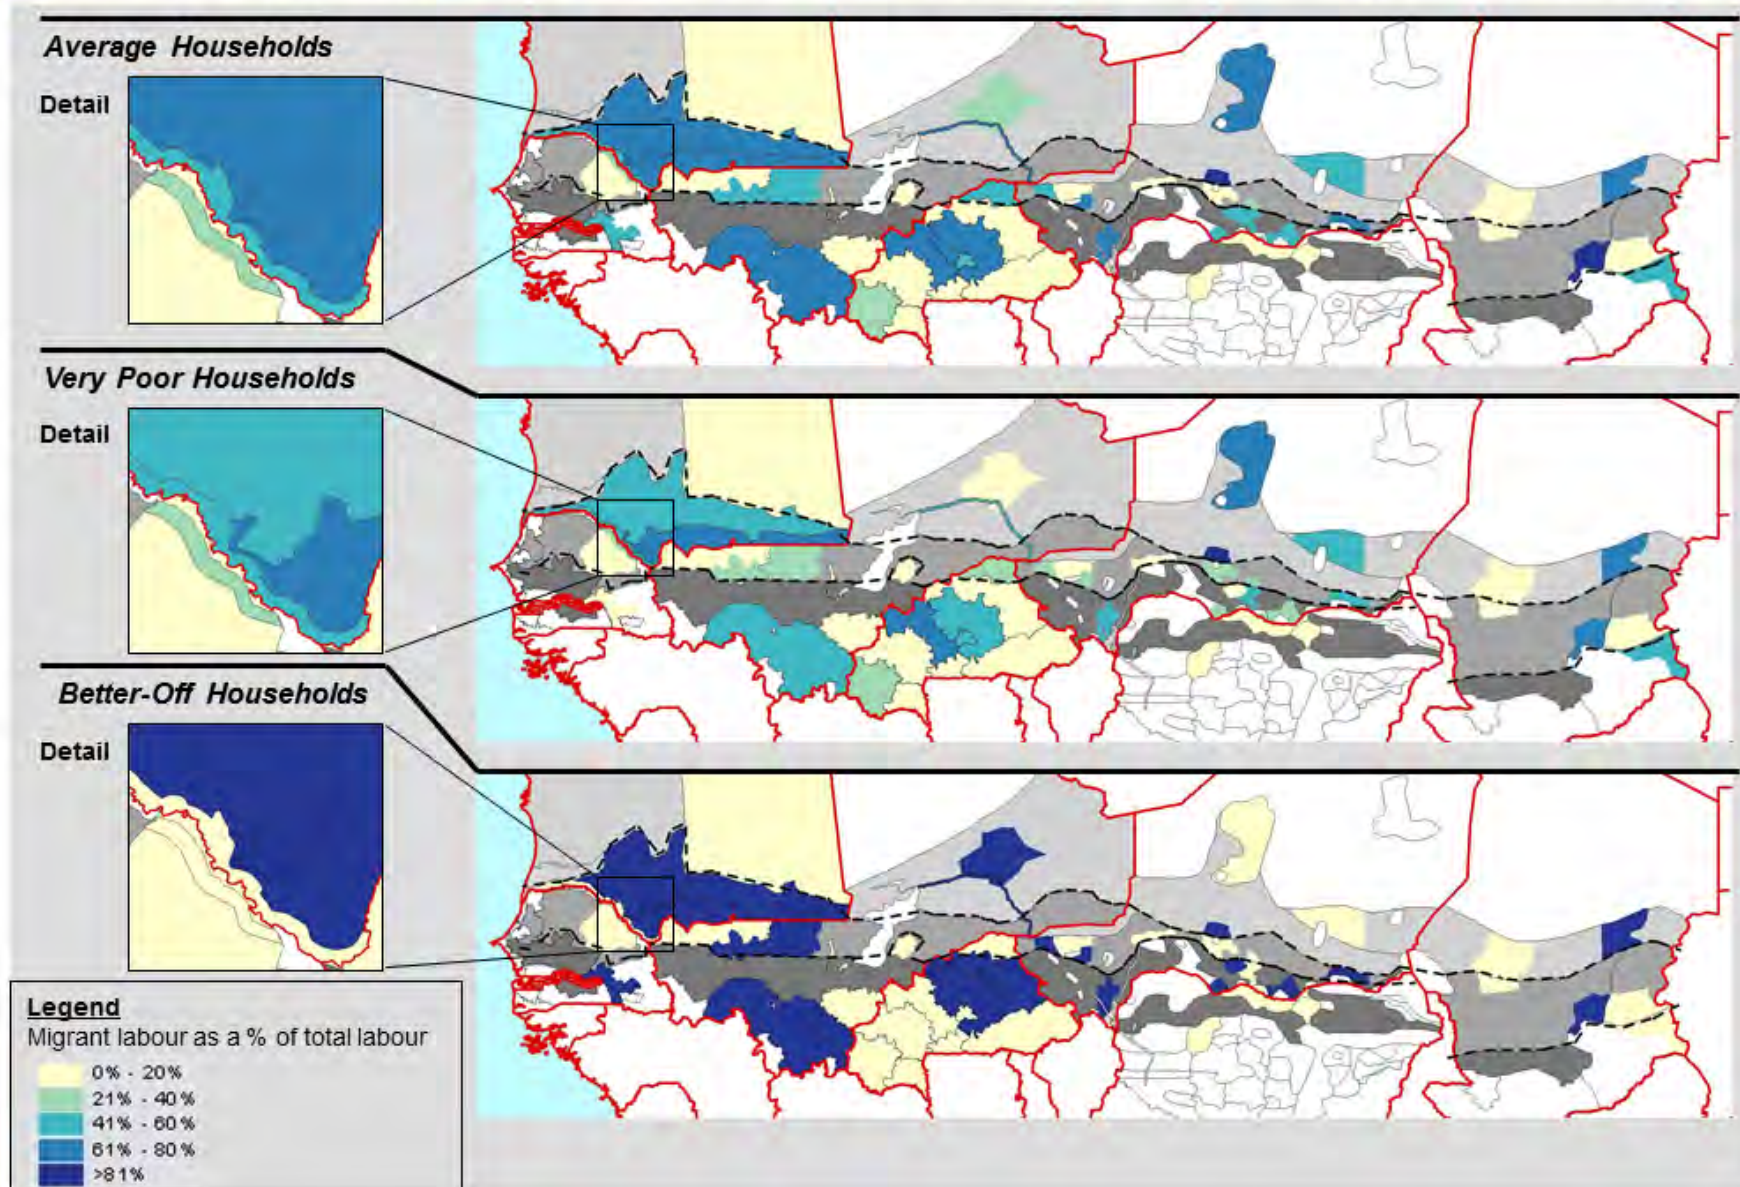 Average Households
Detail
Very Poor Households
Detail
Better-Off Households
Detail
Legend
Migrant labour as a % of total labour
0% - 20%
21% - 40%
41% - 60%
61% - 80%
>81%